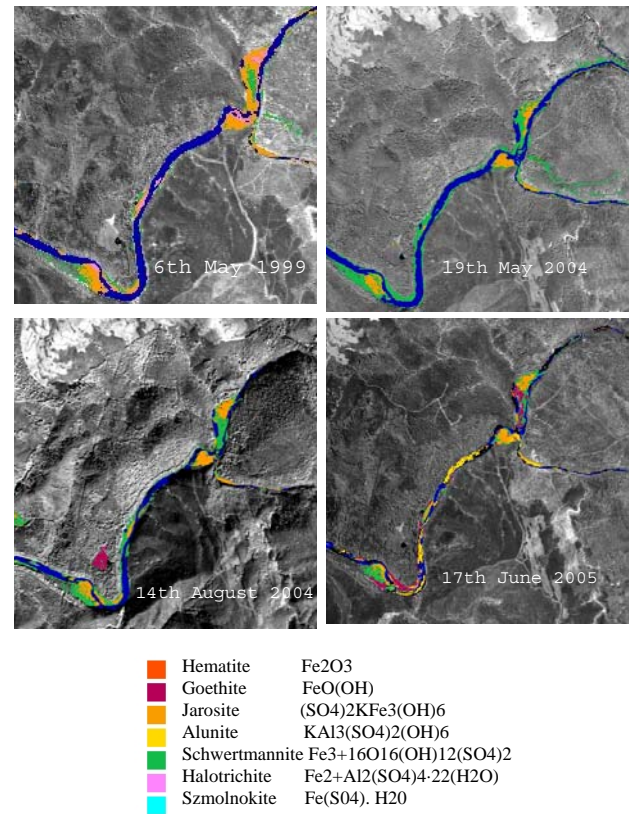 6th May 1999
19th May 2004
14th August 2004
17th June 2005
Hematite Fe2O3
Goethite FeO(OH)
Jarosite (SO4)2KFe3(OH)6
Alunite KAl3(SO4)2(OH)6
Schwertmannite Fe3+16O16(OH)12(SO4)2
Halotrichite Fe2+Al2(SO4)4·22(H2O)
Szmolnokite Fe(S04). H20